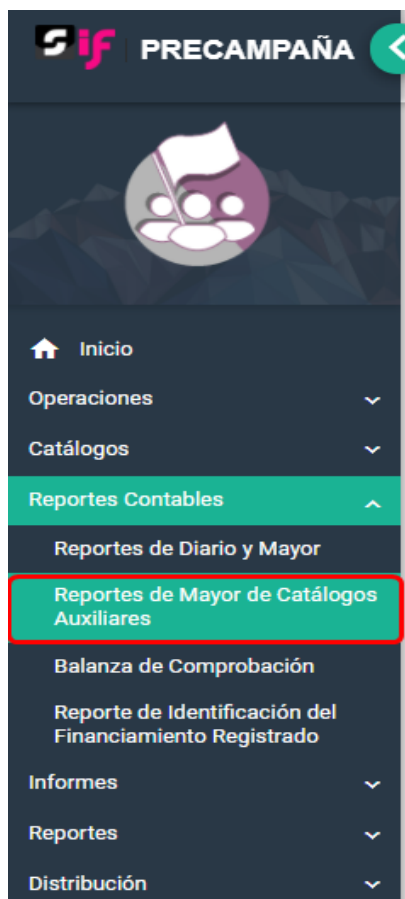 sif PRECAMPAÑA
Inicio
Operaciones
Catálogos
Reportes Contables
Reportes de Diario y Mayor
Reportes de Mayor de Catálogos
Auxiliares
Balanza de Comprobación
Reporte de Identificación del
Financiamiento Registrado
Informes
Reportes
Distribución